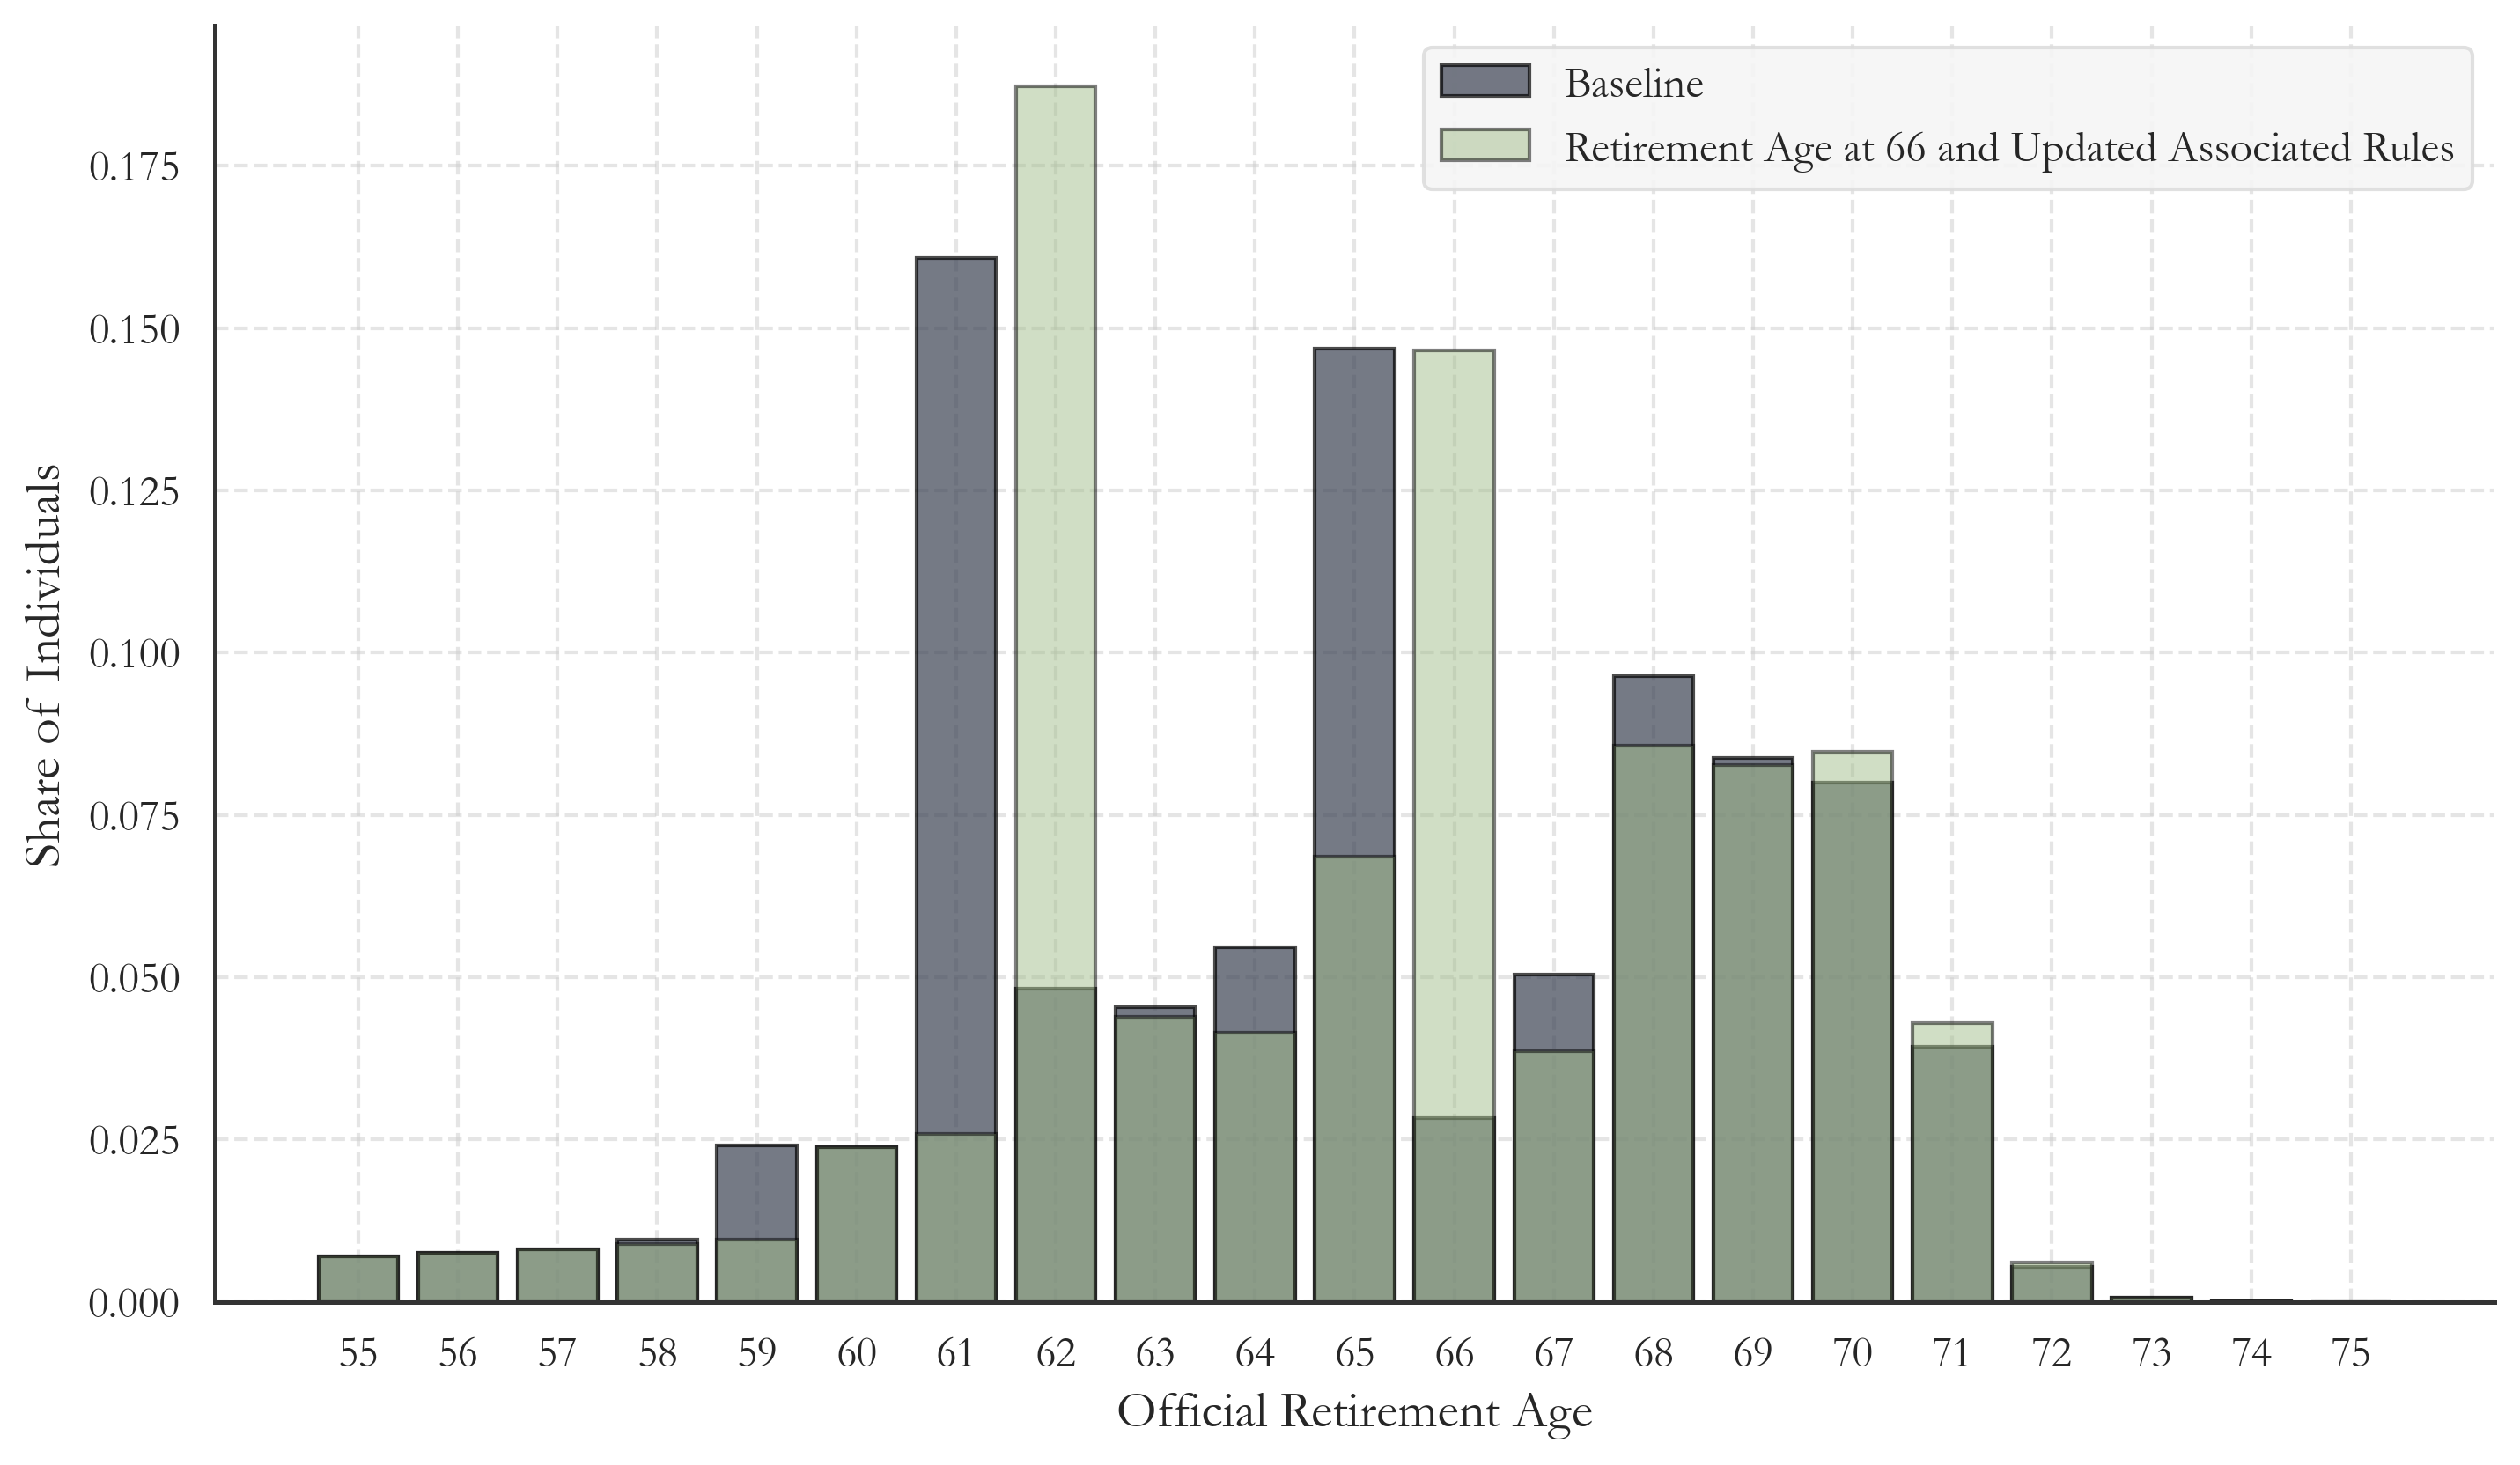 Baseline
Retirement Age at 66 and Updated Associated Rules
Share of Individuals
0.175
0.150
0.125
0.100
0.075
0.050
0.025
0.000
55 56 57 58 59 60 61 62 63 64 65 66 67 68 69 70 71 72 73 74 75
Official Retirement Age